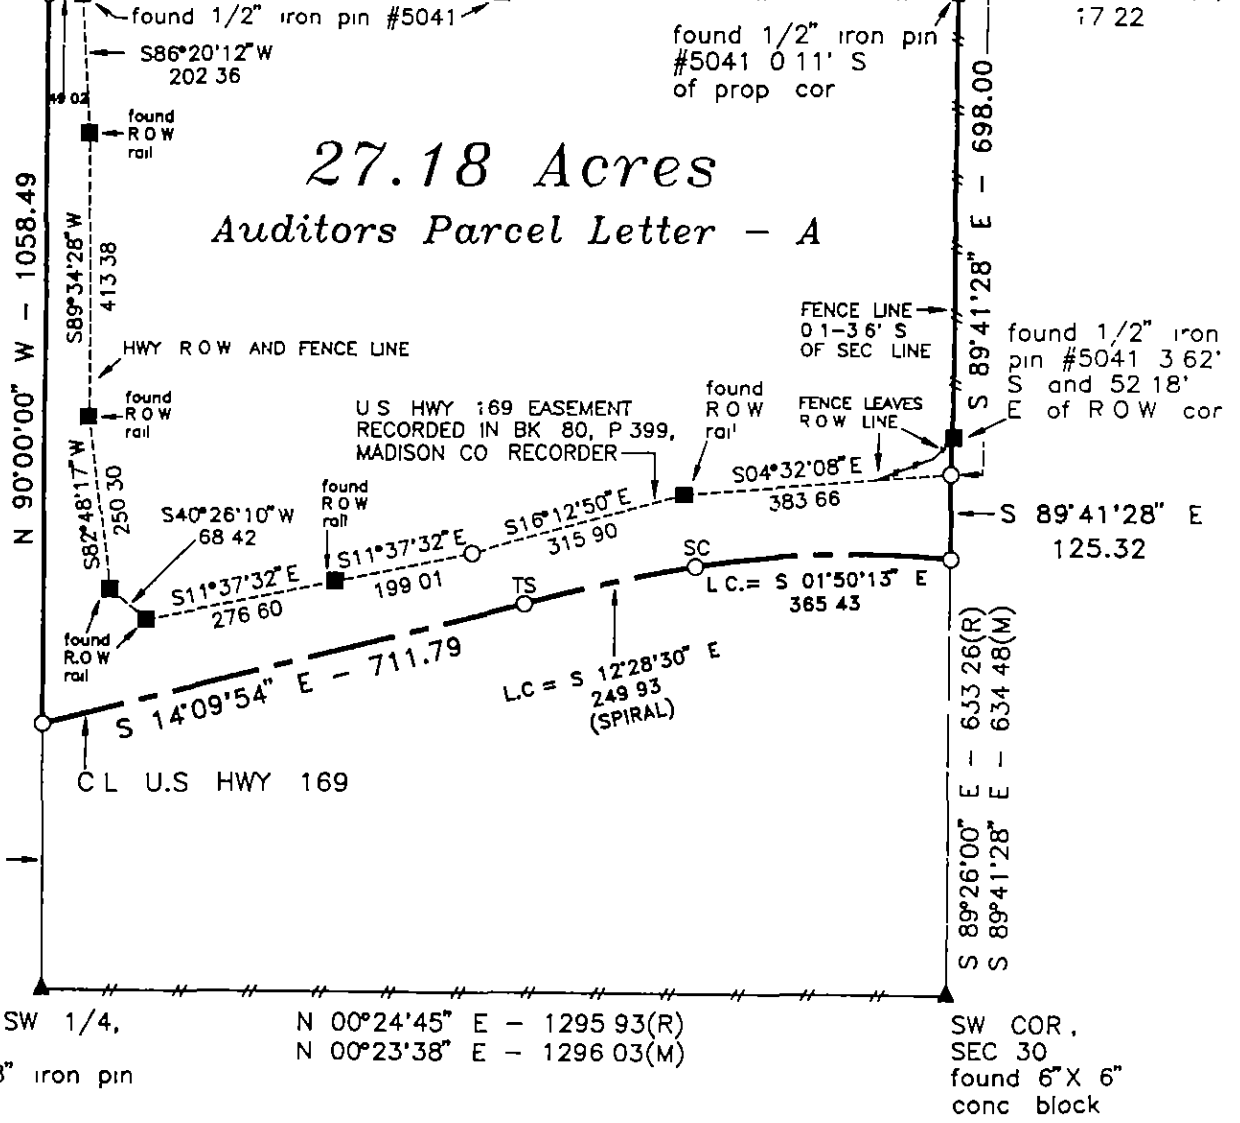 found 1/2" iron pin #5041
17 22
S86°20'12"W
202 36
found 1/2" iron pin
#5041 0 11' S
of prop cor
49 02
found
R O W
rail
27.18 Acres
Auditors Parcel Letter - A
N 90°00'00" W - 1058.49
S89°34'28"W
413 38
S 89°41'28" E - 698.00
FENCE LINE
0 1-3 6' S
OF SEC LINE
found 1/2" iron
pin #5041 3 62'
S and 52 18'
E of R O W cor
HWY R O W AND FENCE LINE
found
R O W
rail
U S HWY 169 EASEMENT
RECORDED IN BK 80, P 399,
MADISON CO RECORDER
found
R O W
rail
FENCE LEAVES
R O W LINE
S82°48'17"W
250 30
S40°26'10"W
68 42
found
R O W
rail
S04°32'08"E
383 66
S16°12'50"E
315 90
S 89°41'28" E
125.32
S11°37'32"E
199 01
S11°37'32"E
276 60
SC
TS
L C.= S 01°50'13" E
365 43
found
R.O W
rail
S 14°09'54" E - 711.79
L.C = S 12°28'30" E
249 93
(SPIRAL)
C L U.S HWY 169
S 89°26'00" E - 633 26(R)
S 89°41'28" E - 634 48(M)
SW 1/4,
N 00°24'45" E - 1295 93(R)
N 00°23'38" E - 1296 03(M)
SW COR,
SEC 30
found 6"X 6"
conc block
iron pin